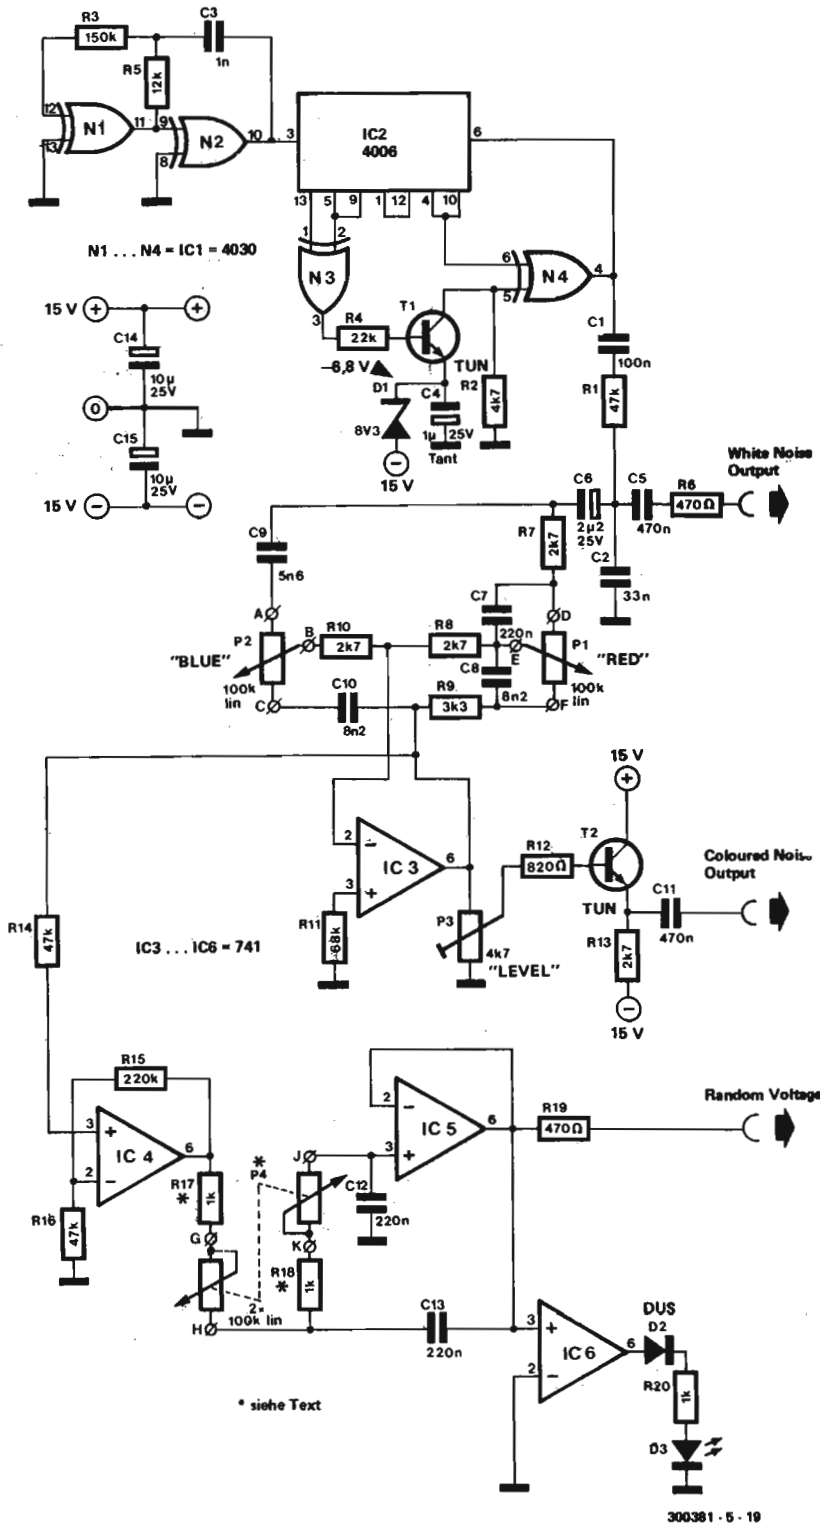 R3
150k
C3
1n
R5
12k
12
13
N1
11
9
8
N2
10
3
IC2
4006
6
13
5
9
1
12
4
10
1
2
N3
3
N1 . . . N4 = IC1 = 4030
6
5
N4
4
T1
R4
22k
TUN
–6,8 V
D1
8V3
15 V
C4
1µ
25V
Tant
R2
4k7
C1
100n
R1
47k
15 V
C14
10µ
25V
0
C15
10µ
25V
15 V
White Noise
Output
C6
2µ2
25V
C5
470n
R6
470Ω
R7
2k7
C2
33n
C9
5n6
A
P2
B
"BLUE"
100k
lin
C
R10
2k7
R8
2k7
C7
220n
D
E
P1
"RED"
100k
lin
F
C8
8n2
C10
8n2
R9
3k3
2
3
IC 3
6
R11
68k
P3
4k7
"LEVEL"
R12
820Ω
15 V
T2
TUN
C11
470n
R13
2k7
15 V
Coloured Noise
Output
R14
47k
IC3 . . . IC6 = 741
R15
220k
3
2
IC 4
6
R16
47k
R17
*
1k
G
H
2×
100k lin
*
P4
J
K
R18
*
1k
C12
220n
2
3
IC 5
6
R19
470Ω
Random Voltage
C13
220n
3
2
IC 6
6
DUS
D2
R20
1k
D3
* siehe Text
300381 - 5 - 19